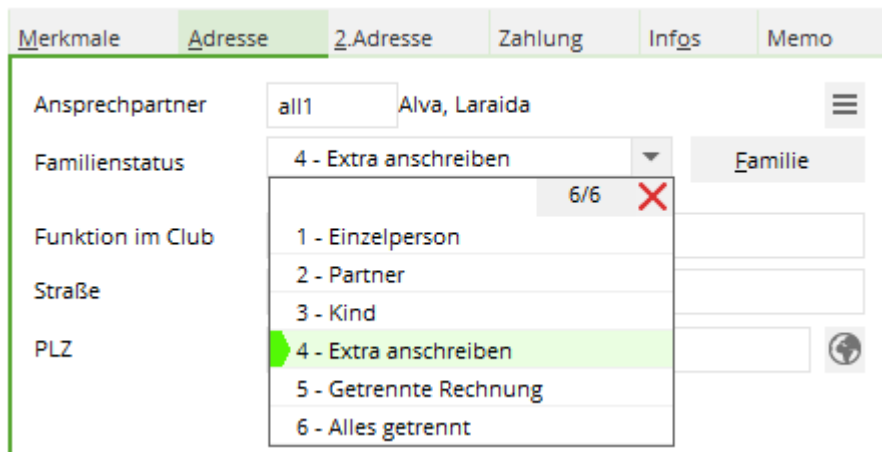 Merkmale Adresse 2.Adresse Zahlung Infos Memo
Ansprechpartner all1 Alva, Laraida
Familienstatus 4 - Extra anschreiben Familie
6/6
Funktion im Club
1 - Einzelperson
2 - Partner
Straße
3 - Kind
PLZ
4 - Extra anschreiben
5 - Getrennte Rechnung
6 - Alles getrennt